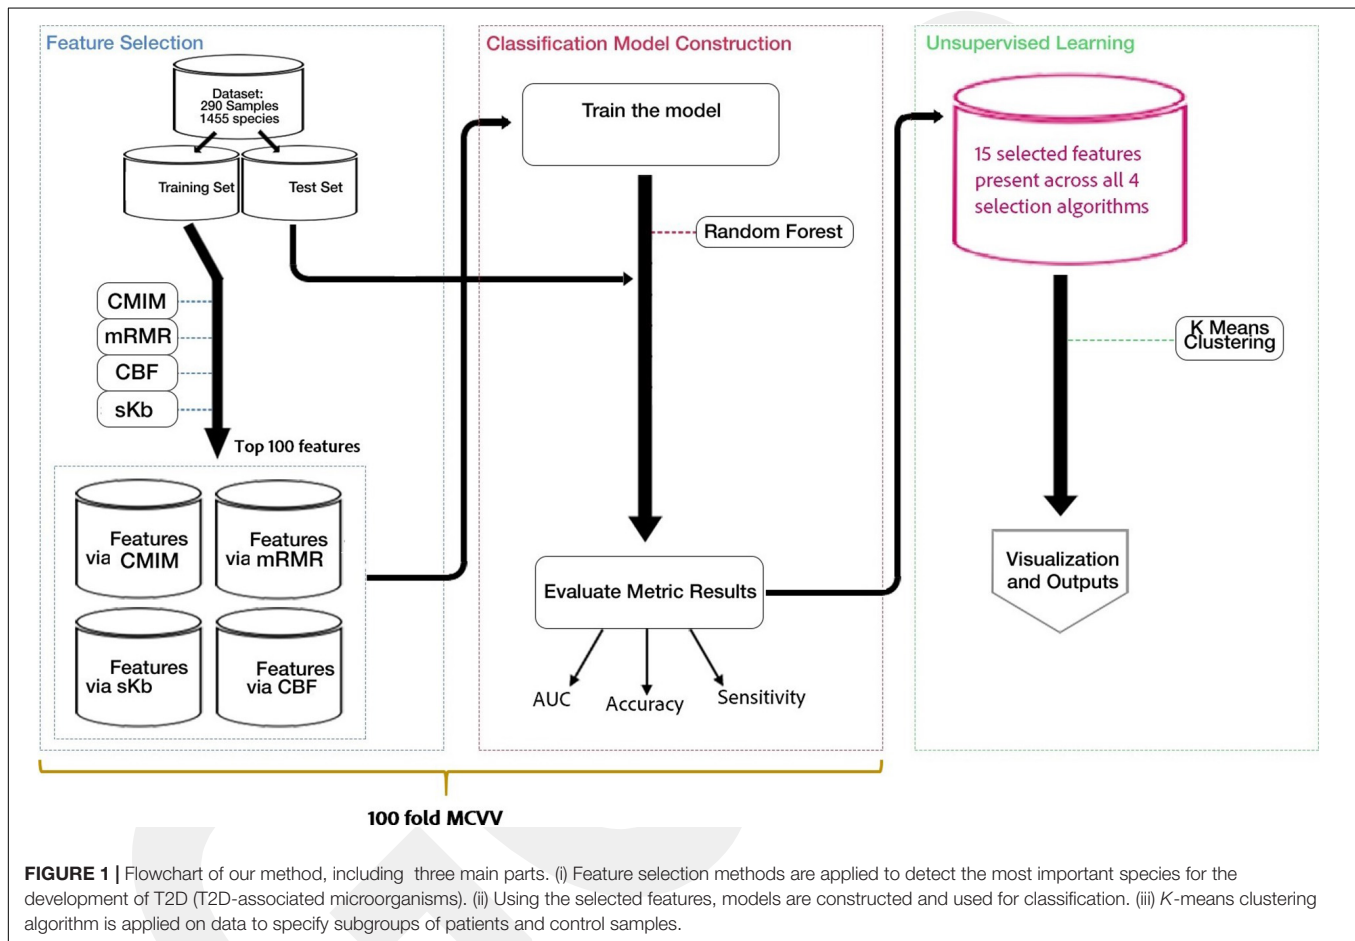 Feature Selection
Dataset:
290 Samples
1455 species
Training Set
Test Set
CMIM
mRMR
CBF
sKb
Top 100 features
Features
via CMIM
Features
via mRMR
Features
via sKb
Features
via CBF
Classification Model Construction
Train the model
Random Forest
Evaluate Metric Results
AUC
Accuracy
Sensitivity
Unsupervised Learning
15 selected features
present across all 4
selection algorithms
K Means
Clustering
Visualization
and Outputs
100 fold MCVV
FIGURE 1 | Flowchart of our method, including three main parts. (i) Feature selection methods are applied to detect the most important species for the
development of T2D (T2D-associated microorganisms). (ii) Using the selected features, models are constructed and used for classification. (iii) K-means clustering
algorithm is applied on data to specify subgroups of patients and control samples.